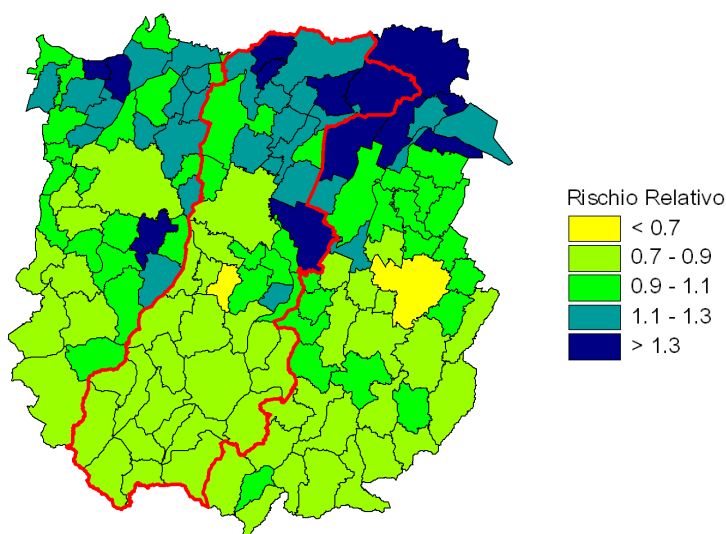 Rischio Relativo
< 0.7
0.7 - 0.9
0.9 - 1.1
1.1 - 1.3
> 1.3